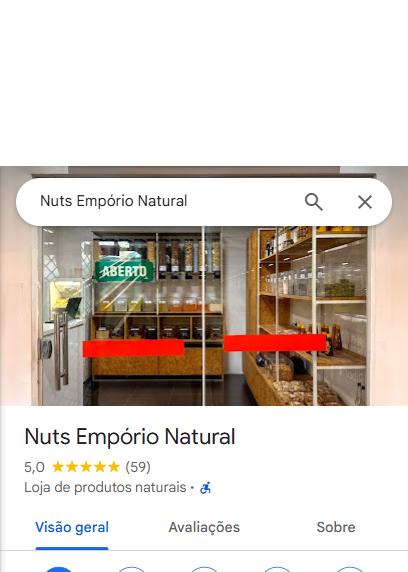 Nuts Empório Natural
ABERTO
Nuts Empório Natural
5,0 (59)
Loja de produtos naturais ·
Visão geral Avaliações Sobre